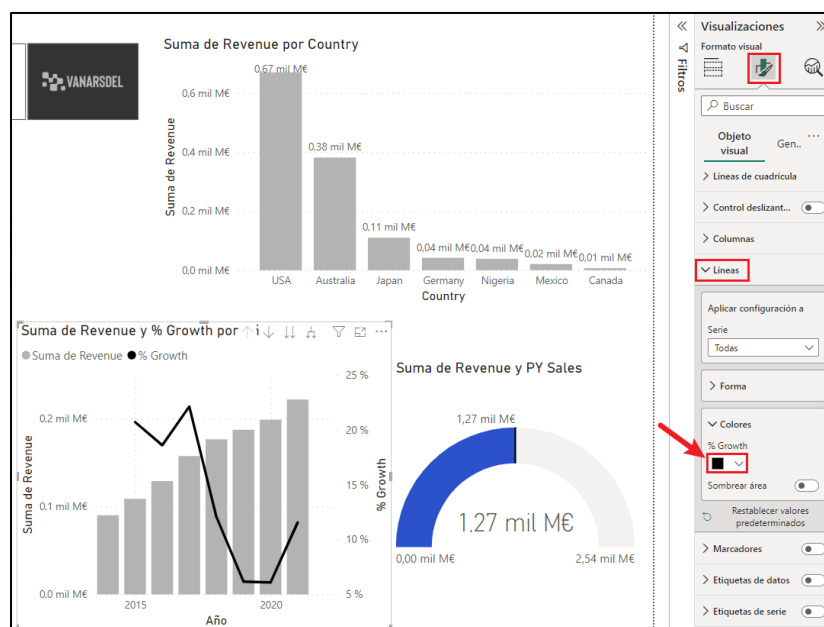 VANARSDEL
Suma de Revenue por Country
Suma de Revenue
0,6 mil M€
0,4 mil M€
0,2 mil M€
0,0 mil M€
0,67 mil M€
0,38 mil M€
0,11 mil M€
0,04 mil M€
0,04 mil M€
0,02 mil M€
0,01 mil M€
USA
Australia
Japan
Germany
Nigeria
Mexico
Canada
Country
Suma de Revenue y % Growth por
Suma de Revenue
% Growth
Suma de Revenue
0,2 mil M€
0,1 mil M€
0,0 mil M€
25 %
20 %
15 %
10 %
5 %
% Growth
2015
2020
Año
Suma de Revenue y PY Sales
1,27 mil M€
1,27 mil M€
0,00 mil M€
2,54 mil M€
Filtros
Visualizaciones
Formato visual
Buscar
Objeto
visual
Gen..
Líneas de cuadrícula
Control deslizant...
Columnas
Líneas
Aplicar configuración a
Serie
Todas
Forma
Colores
% Growth
Sombrear área
Restablecer valores
predeterminados
Marcadores
Etiquetas de datos
Etiquetas de serie